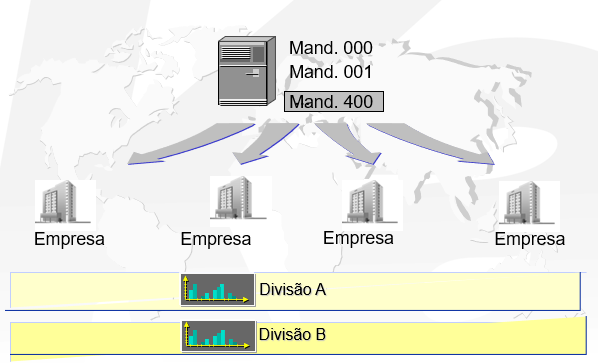 Mand. 000
Mand. 001
Mand. 400
Empresa Empresa Empresa Empresa
Divisão A
Divisão B